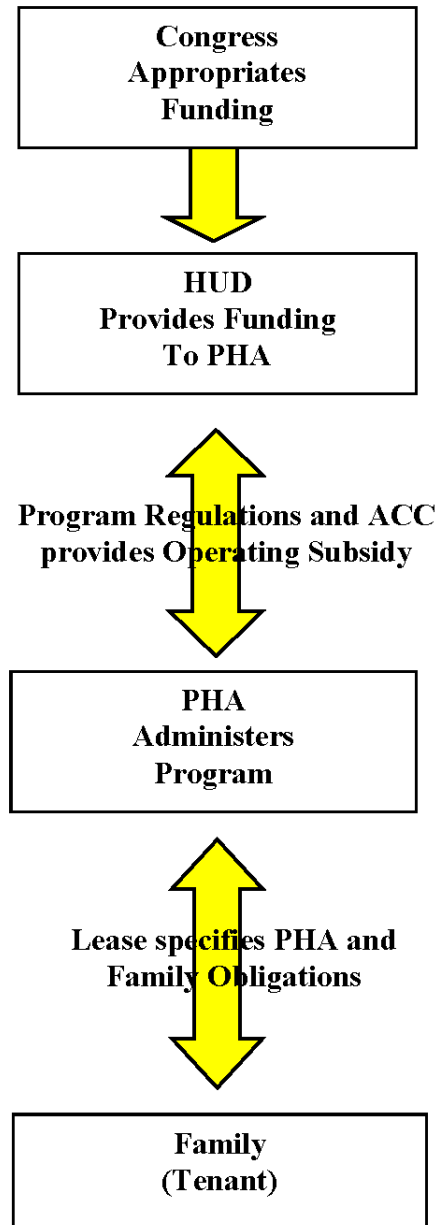 Congress
Appropriates
Funding
HUD
Provides Funding
To PHA
Program Regulations and ACC
provides Operating Subsidy
PHA
Administers
Program
Lease specifies PHA and
Family Obligations
Family
(Tenant)